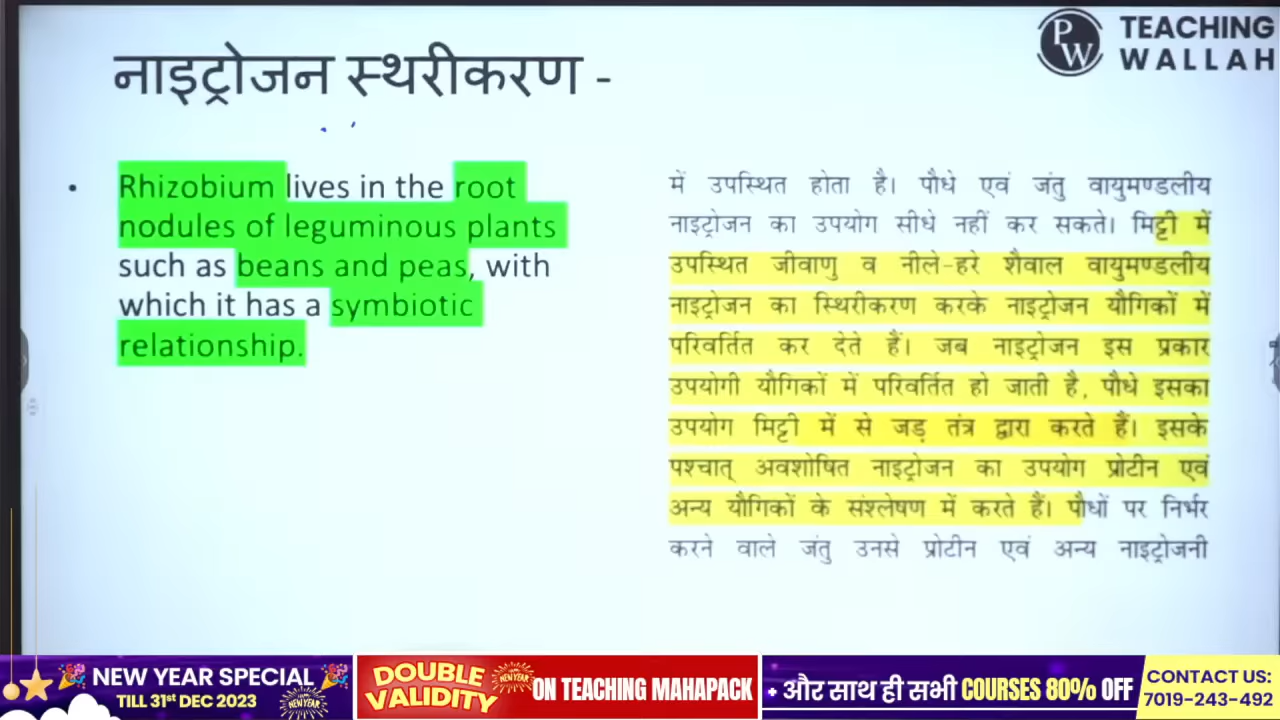 नाइट्रोजन स्थरीकरण -
TEACHING
WALLAH
PW
• Rhizobium lives in the root
nodules of leguminous plants
such as beans and peas, with
which it has a symbiotic
relationship.
में उपस्थित होता है। पौधे एवं जंतु वायुमण्डलीय
नाइट्रोजन का उपयोग सीधे नहीं कर सकते। मिट्टी में
उपस्थित जीवाणु व नीले-हरे शैवाल वायुमण्डलीय
नाइट्रोजन का स्थिरीकरण करके नाइट्रोजन यौगिकों में
परिवर्तित कर देते हैं। जब नाइट्रोजन इस प्रकार
उपयोगी यौगिकों में परिवर्तित हो जाती है, पौधे इसका
उपयोग मिट्टी में से जड़ तंत्र द्वारा करते हैं। इसके
पश्चात् अवशोषित नाइट्रोजन का उपयोग प्रोटीन एवं
अन्य यौगिकों के संश्लेषण में करते हैं। पौधों पर निर्भर
करने वाले जंतु उनसे प्रोटीन एवं अन्य नाइट्रोजनी
NEW YEAR SPECIAL
TILL 31st DEC 2023
DOUBLE
VALIDITY
ON TEACHING MAHAPACK
+ और साथ ही सभी COURSES 80% OFF
CONTACT US:
7019-243-492